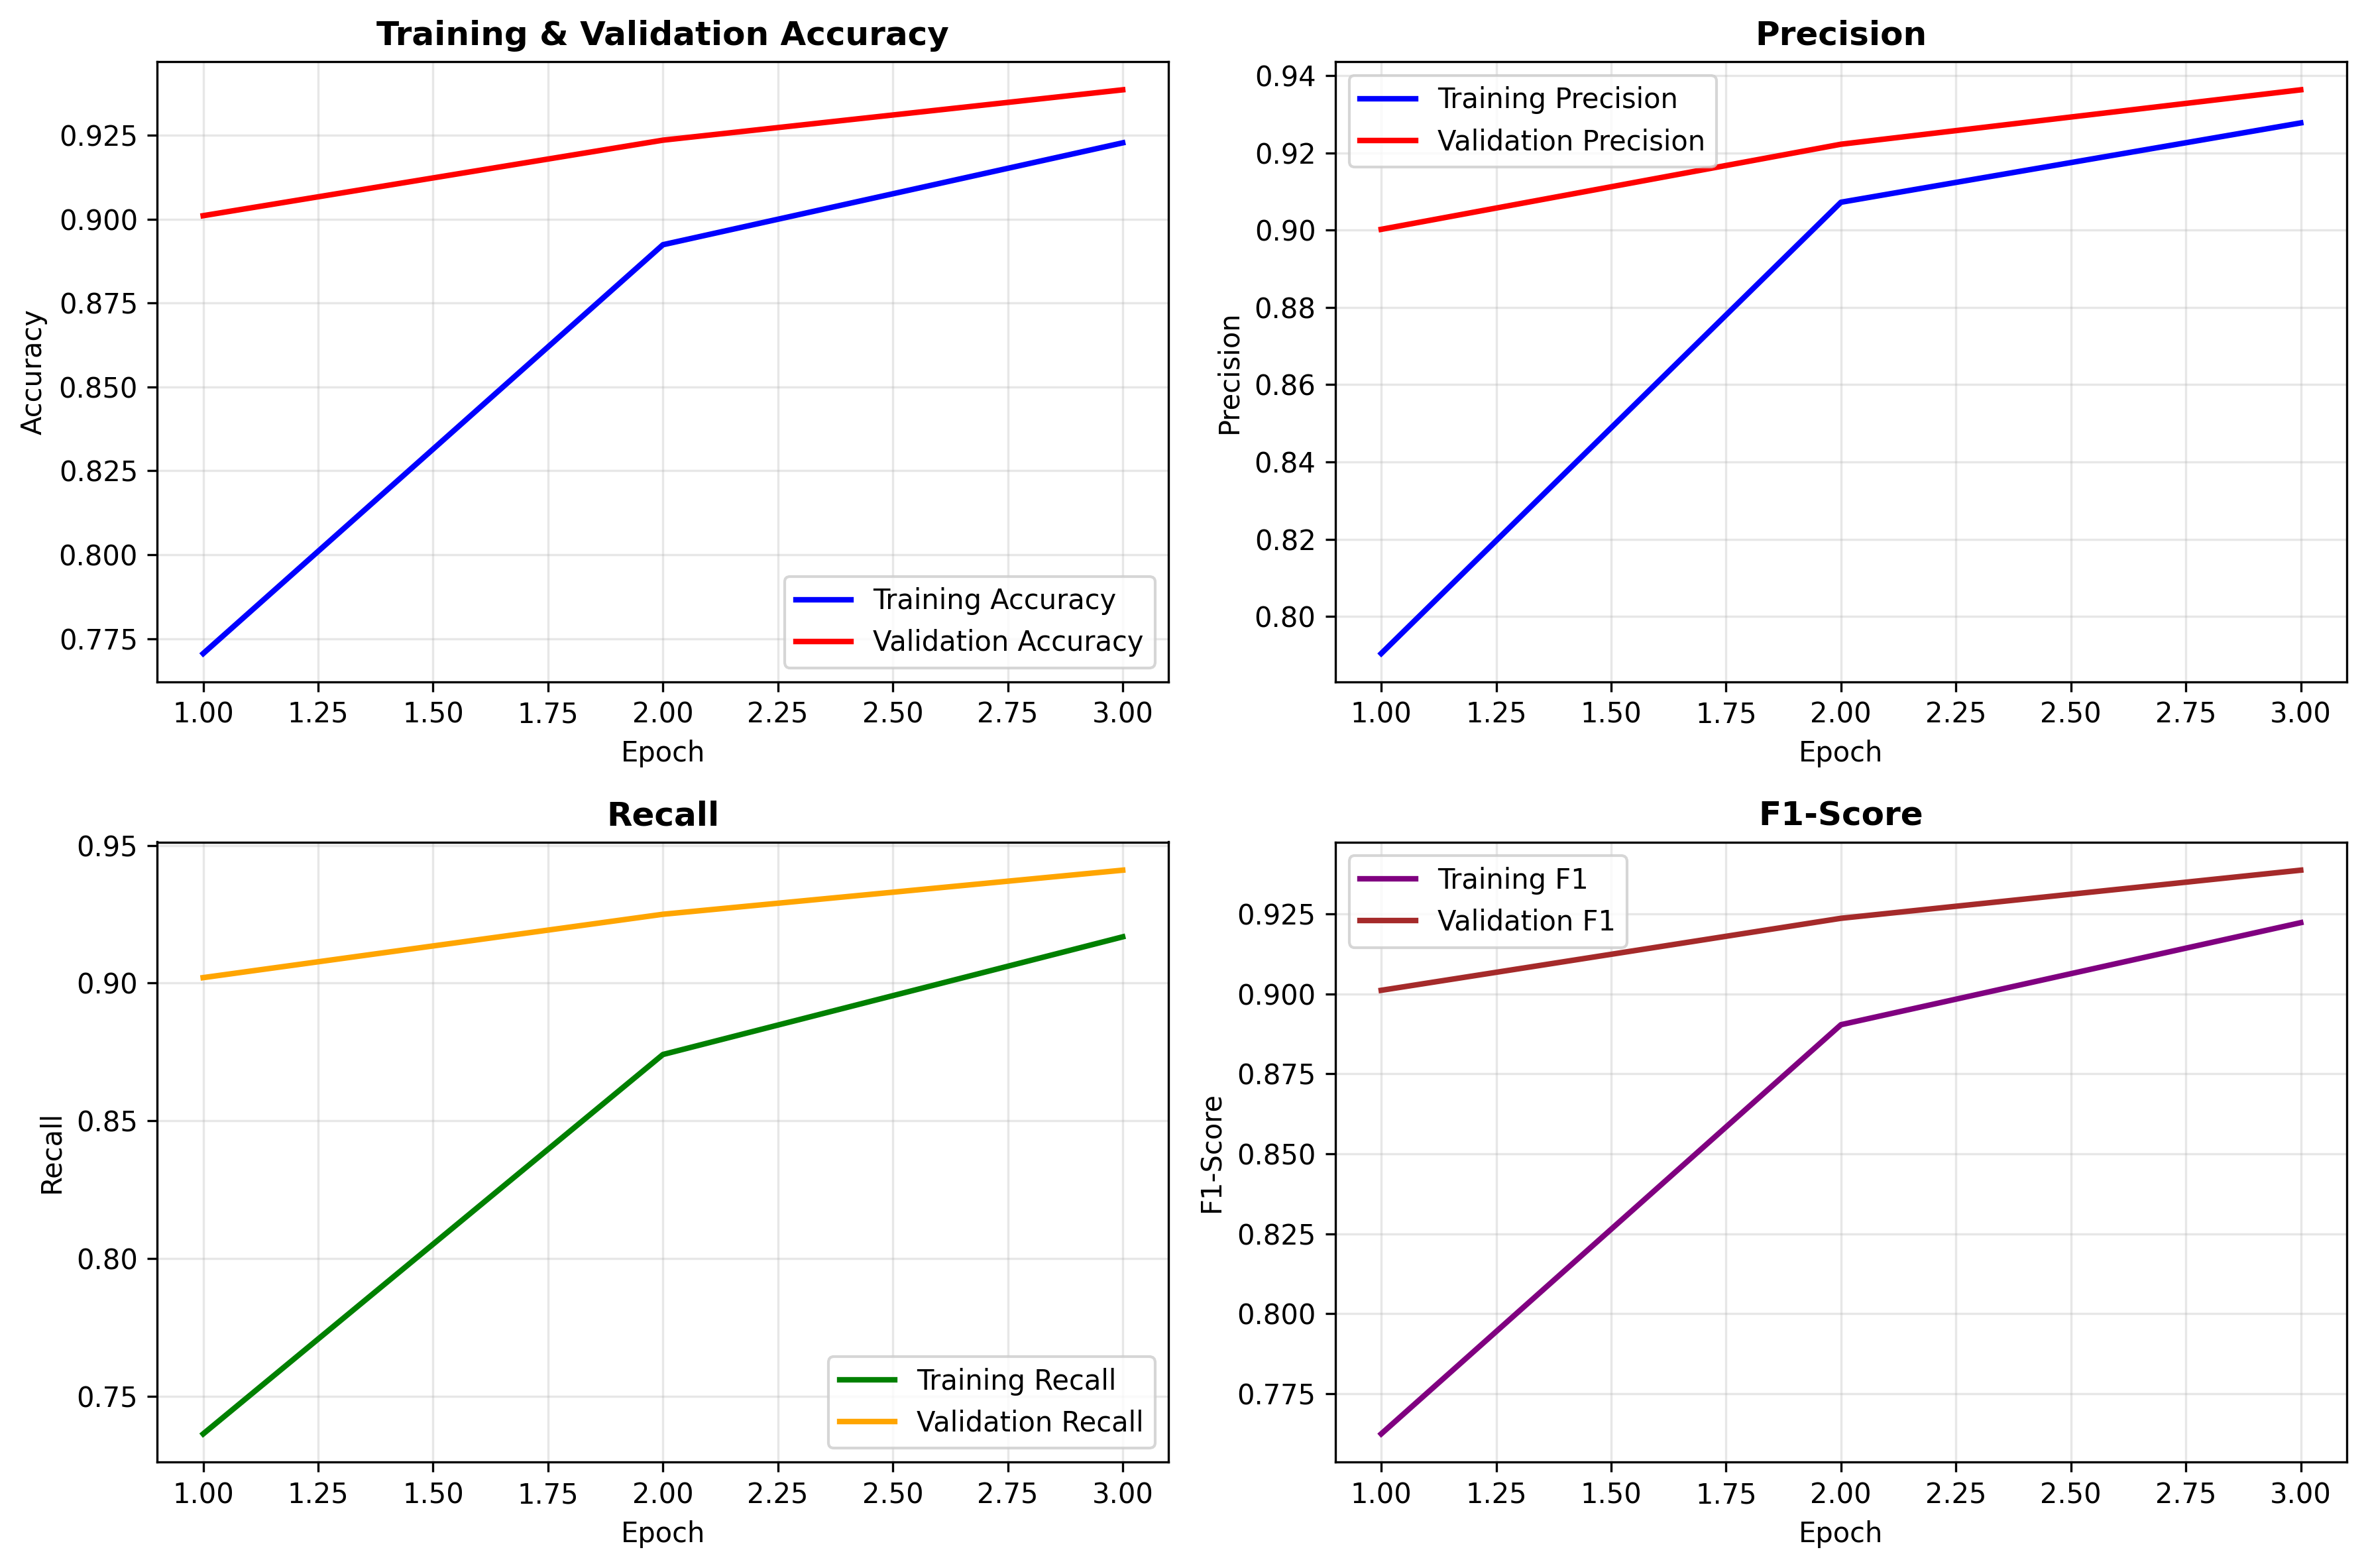 Training & Validation Accuracy
Accuracy
0.925
0.900
0.875
0.850
0.825
0.800
0.775
Training Accuracy
Validation Accuracy
1.00 1.25 1.50 1.75 2.00 2.25 2.50 2.75 3.00
Epoch
Precision
Precision
0.94
0.92
0.90
0.88
0.86
0.84
0.82
0.80
Training Precision
Validation Precision
1.00 1.25 1.50 1.75 2.00 2.25 2.50 2.75 3.00
Epoch
Recall
Recall
0.95
0.90
0.85
0.80
0.75
Training Recall
Validation Recall
1.00 1.25 1.50 1.75 2.00 2.25 2.50 2.75 3.00
Epoch
F1-Score
F1-Score
0.925
0.900
0.875
0.850
0.825
0.800
0.775
Training F1
Validation F1
1.00 1.25 1.50 1.75 2.00 2.25 2.50 2.75 3.00
Epoch